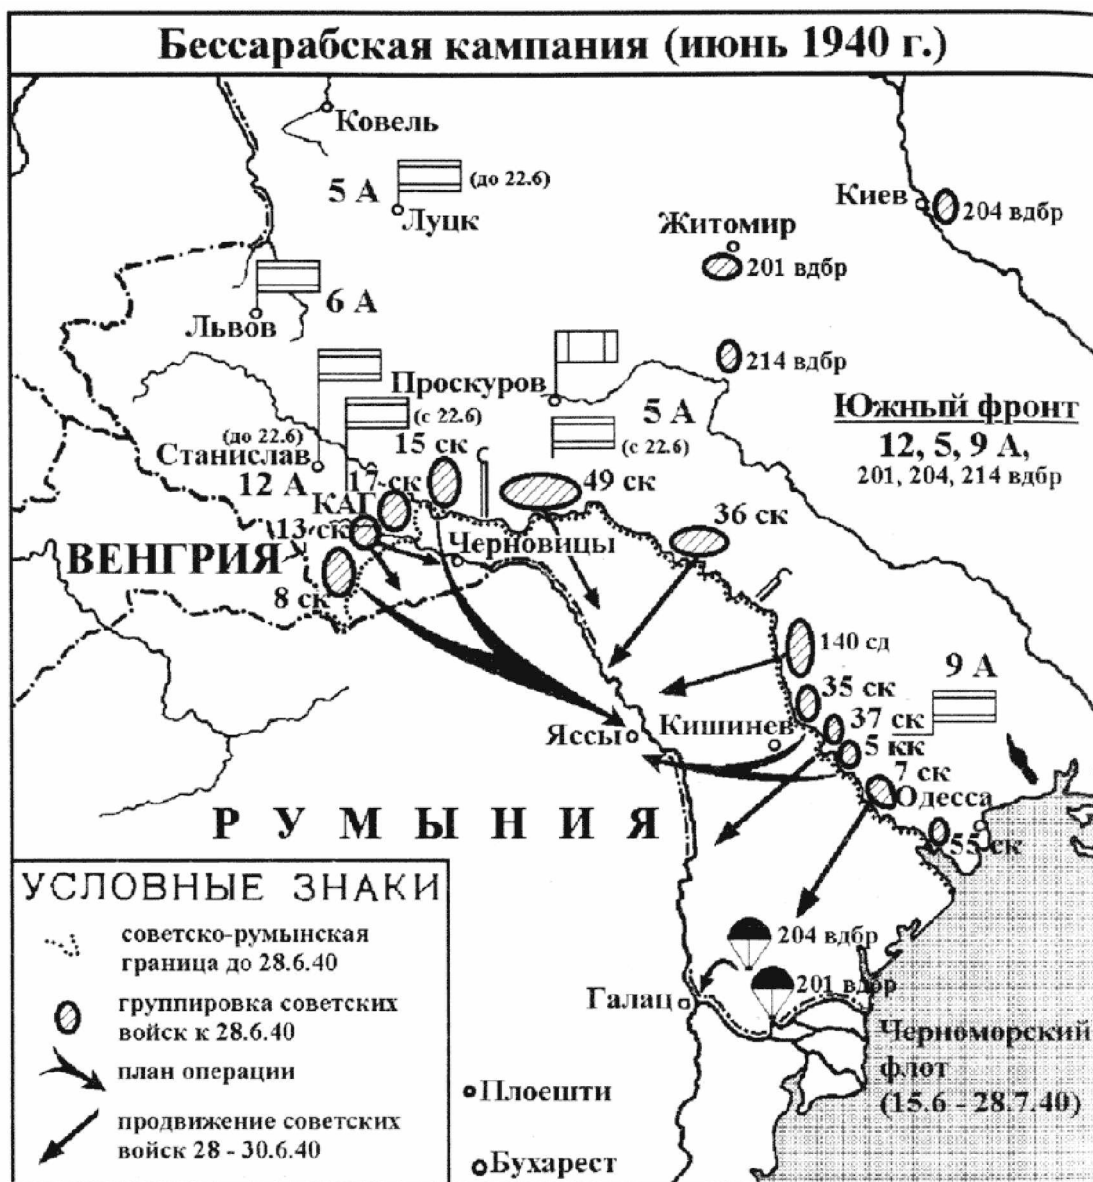 Бессарабская кампания (июнь 1940 г.)
Ковель
5 А
(до 22.6)
Луцк
Киев
204 вдбр
Житомир
201 вдбр
6 А
Львов
214 вдбр
Проскуров
5 А
(с 22.6)
(с 22.6)
Южный фронт
12, 5, 9 А,
201, 204, 214 вдбр
(до 22.6)
Станислав
12 А
15 ск
17 ск
49 ск
36 ск
КАГ
13 ск
Черновицы
ВЕНГРИЯ
8 ск
140 сд
9 А
35 ск
37 ск
Кишинев
5 кк
Яссы
7 ск
Одесса
55 ск
РУМЫНИЯ
204 вдбр
201 вдбр
Галац
Черноморский
флот
(15.6 - 28.7.40)
Плоешти
Бухарест
УСЛОВНЫЕ ЗНАКИ
советско-румынская
граница до 28.6.40
группировка советских
войск к 28.6.40
план операции
продвижение советских
войск 28 - 30.6.40